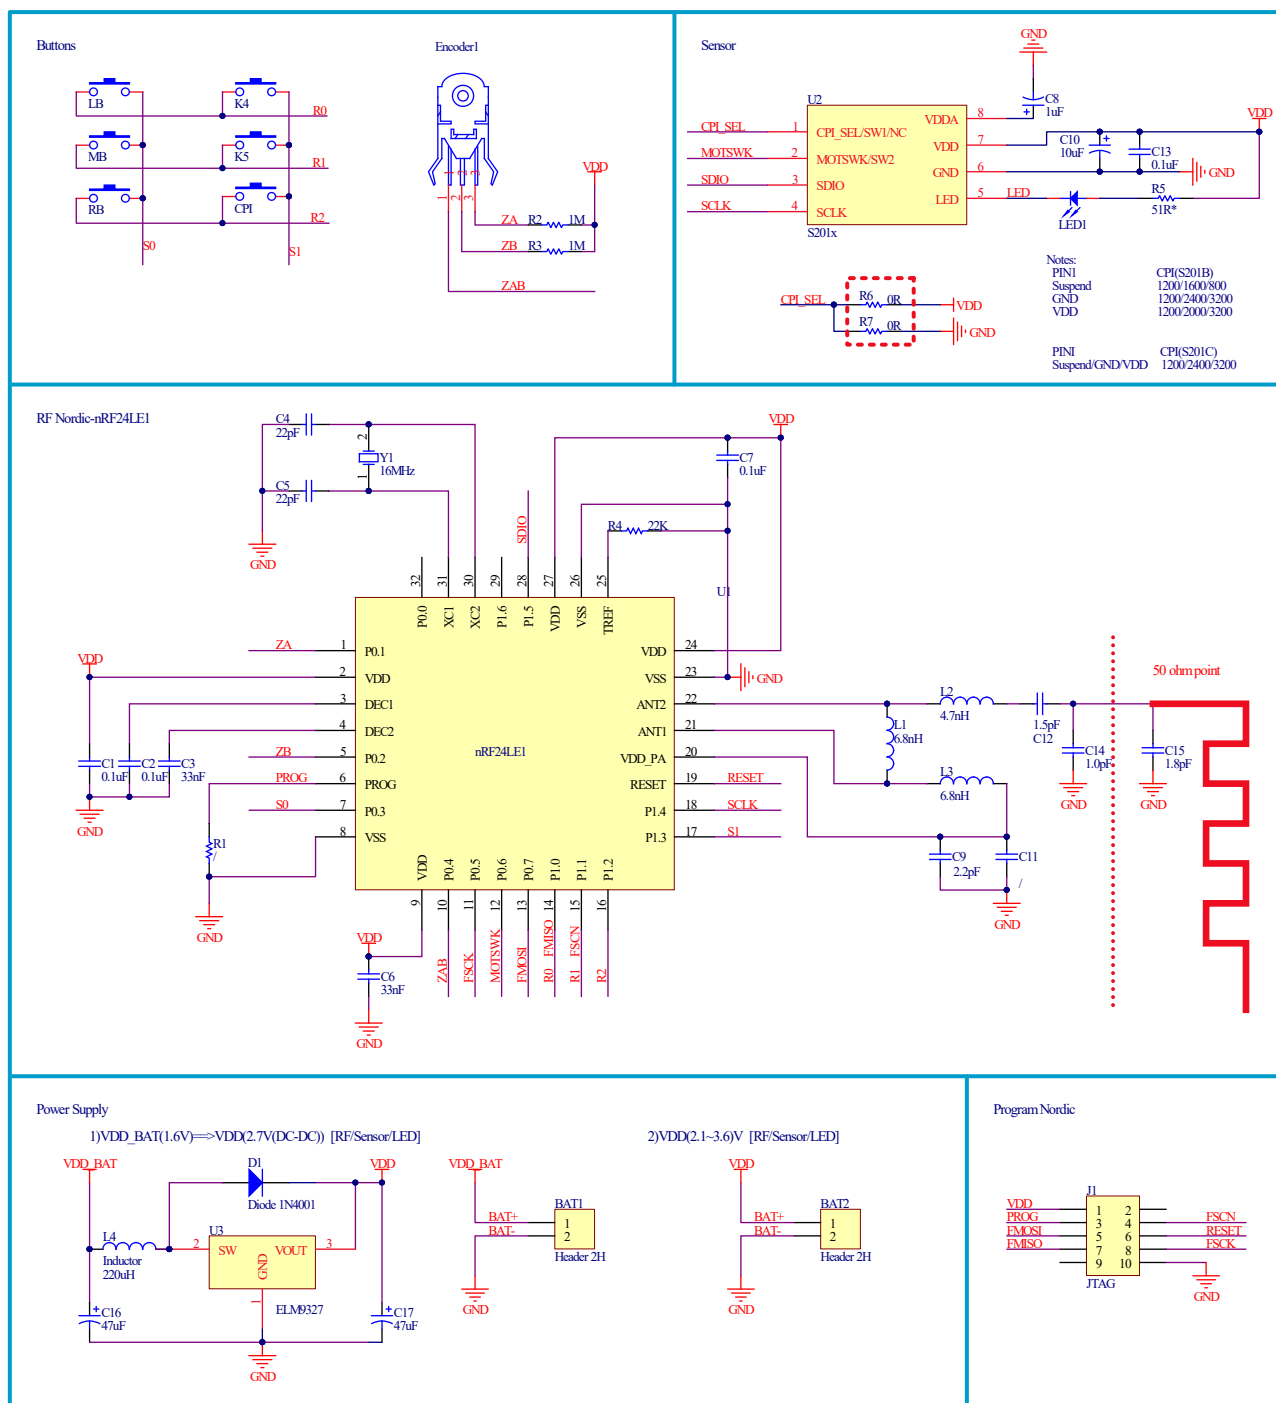 Buttons
LB
K4
R0
MB
K5
R1
RB
CPI
R2
S0
S1
Encoder1
1
2
3
1
2
3
VDD
ZA
R2
1M
ZB
R3
1M
ZAB
Sensor
GND
C8
1uF
U2
CPI_SEL
1
CPI_SEL/SW1/NC
MOTSWK
2
MOTSWK/SW2
SDIO
3
SDIO
SCLK
4
SCLK
S201x
VDDA
8
VDD
7
GND
6
LED
5
VDD
C10
10uF
C13
0.1uF
GND
LED
LED1
R5
51R*
CPI_SEL
R6
0R
VDD
R7
0R
GND
Notes:
PIN1 CPI(S201B)
Suspend 1200/1600/800
GND 1200/2400/3200
VDD 1200/2000/3200
PIN1 CPI(S201C)
Suspend/GND/VDD 1200/2400/3200
RF Nordic-nRF24LE1
C4
22pF
2
Y1
16MHz
1
C5
22pF
GND
SDIO
VDD
C7
0.1uF
R4
22K
U1
32
31
30
29
28
27
26
25
P0.0
XC1
XC2
P1.6
P1.5
VDD
VSS
TREF
ZA
1
P0.1
VDD
2
VDD
3
DEC1
4
DEC2
ZB
5
P0.2
PROG
6
PROG
S0
7
P0.3
8
VSS
nRF24LE1
VDD
24
VSS
23
GND
ANT2
22
ANT1
21
VDD_PA
20
RESET
19
RESET
P1.4
18
SCLK
P1.3
17
S1
C1
0.1uF
C2
0.1uF
C3
33nF
GND
R1
/
GND
VDD
P0.4
P0.5
P0.6
P0.7
P1.0
P1.1
P1.2
9
10
11
12
13
14
15
16
ZAB
FSCK
MOTSWK
FMOSI
R0 FMISO
R1 FSCN
R2
VDD
C6
33nF
GND
L2
4.7nH
L1
6.8nH
L3
6.8nH
1.5pF
C12
C14
1.0pF
GND
C15
1.8pF
GND
50 ohm point
C9
2.2pF
C11
/
GND
Power Supply
1)VDD_BAT(1.6V)==>VDD(2.7V(DC-DC)) [RF/Sensor/LED]
2)VDD(2.1~3.6)V [RF/Sensor/LED]
VDD_BAT
D1
Diode 1N4001
VDD
L4
Inductor
220uH
U3
2
SW
VOUT
3
GND
1
ELM9327
C16
47uF
C17
47uF
GND
VDD_BAT
BAT1
BAT+
1
BAT-
2
Header 2H
GND
VDD
BAT2
BAT+
1
BAT-
2
Header 2H
GND
Program Nordic
J1
VDD
1
2
PROG
3
4
FSCN
FMOSI
5
6
RESET
FMISO
7
8
FSCK
9
10
JTAG
GND